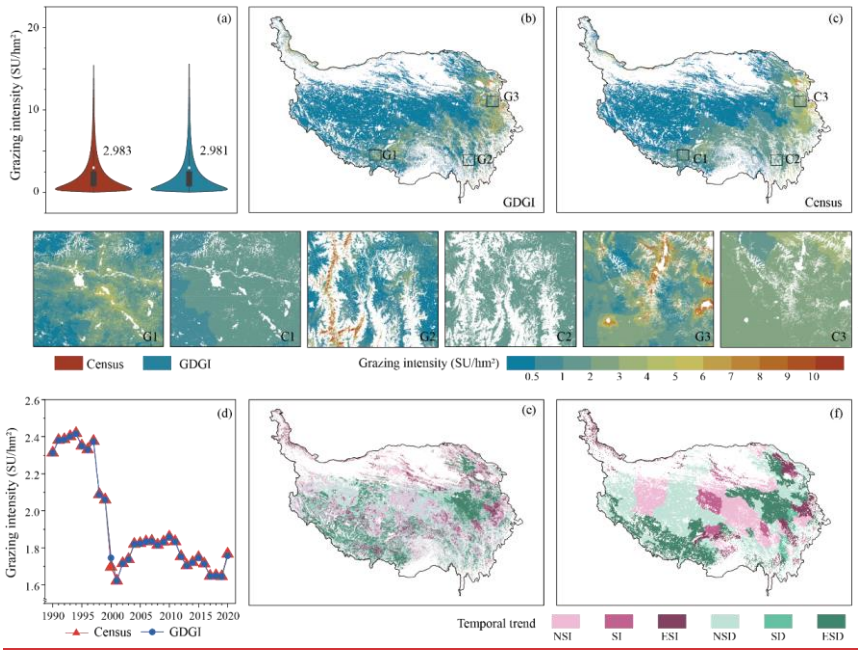 20
10
0
Grazing intensity (SU/hm²)
(a)
2.983
2.981
(b)
G1
G2
G3
GDGI
(c)
C1
C2
C3
Census
G1
C1
G2
C2
G3
C3
Census
GDGI
Grazing intensity (SU/hm²)
0.5 1 2 3 4 5 6 7 8 9 10
(d)
Grazing intensity (SU/hm²)
2.6
2.4
2.2
2.0
1.8
1.6
1990 1995 2000 2005 2010 2015 2020
Census GDGI
(e)
(f)
Temporal trend
NSI SI ESI NSD SD ESD